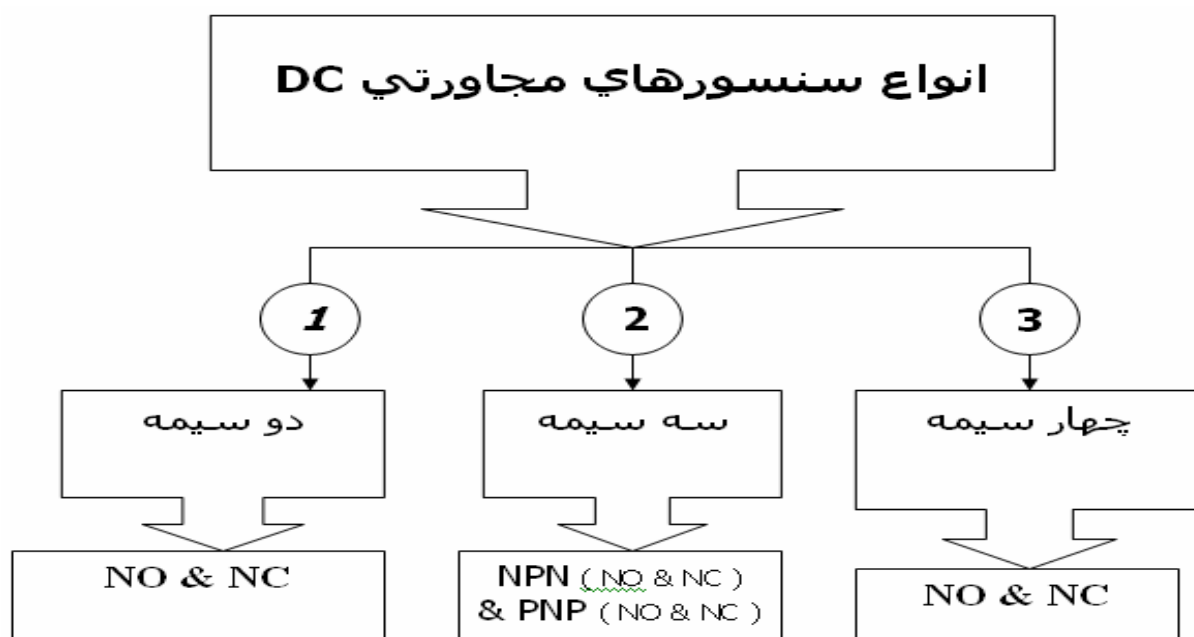 انواع سنسورهاي مجاورتي DC
1
2
3
دو سيمه
سه سيمه
چهار سيمه
NO & NC
NPN ( NO & NC )
& PNP ( NO & NC )
NO & NC